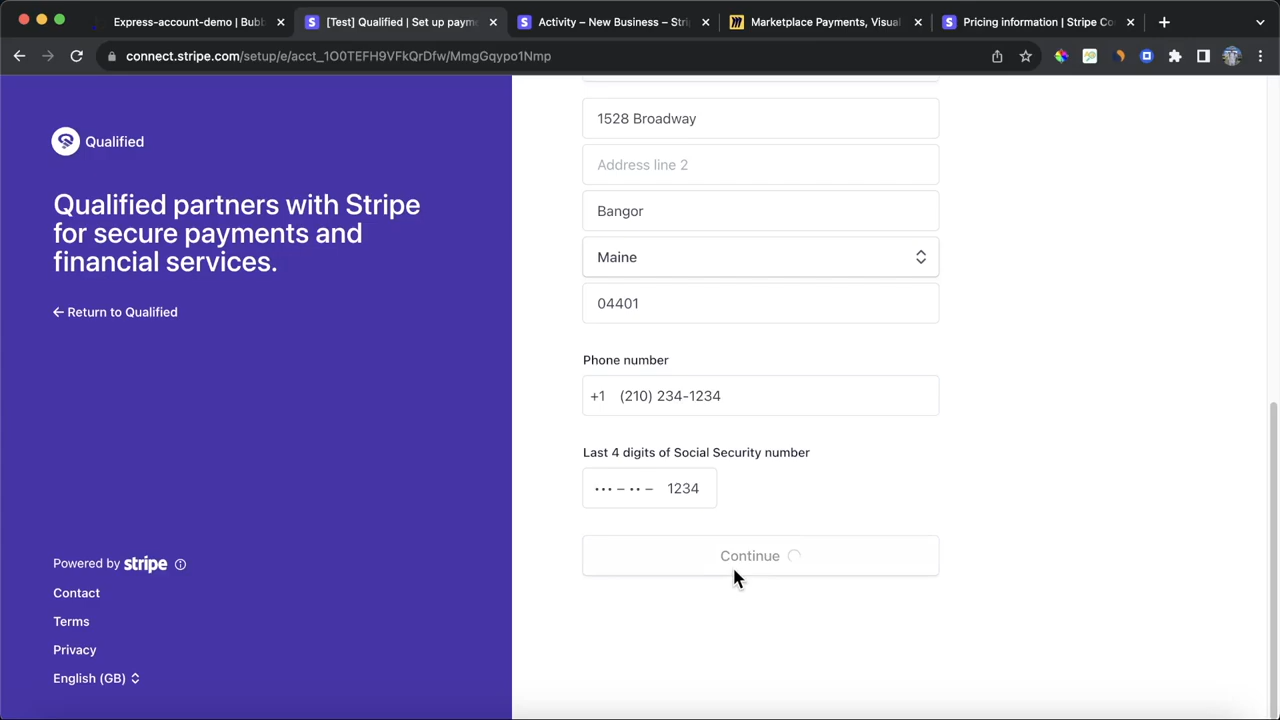 Express-account-demo | Bubb
[Test] Qualified | Set up paym
Activity – New Business – Stri
Marketplace Payments, Visual
Pricing information | Stripe Co
connect.stripe.com/setup/e/acct_1O0TEFH9VFkQrDfw/MmgGqypo1Nmp
Qualified
Qualified partners with Stripe
for secure payments and
financial services.
← Return to Qualified
Powered by stripe
Contact
Terms
Privacy
English (GB)
1528 Broadway
Address line 2
Bangor
Maine
04401
Phone number
+1 (210) 234-1234
Last 4 digits of Social Security number
••• – •• – 1234
Continue